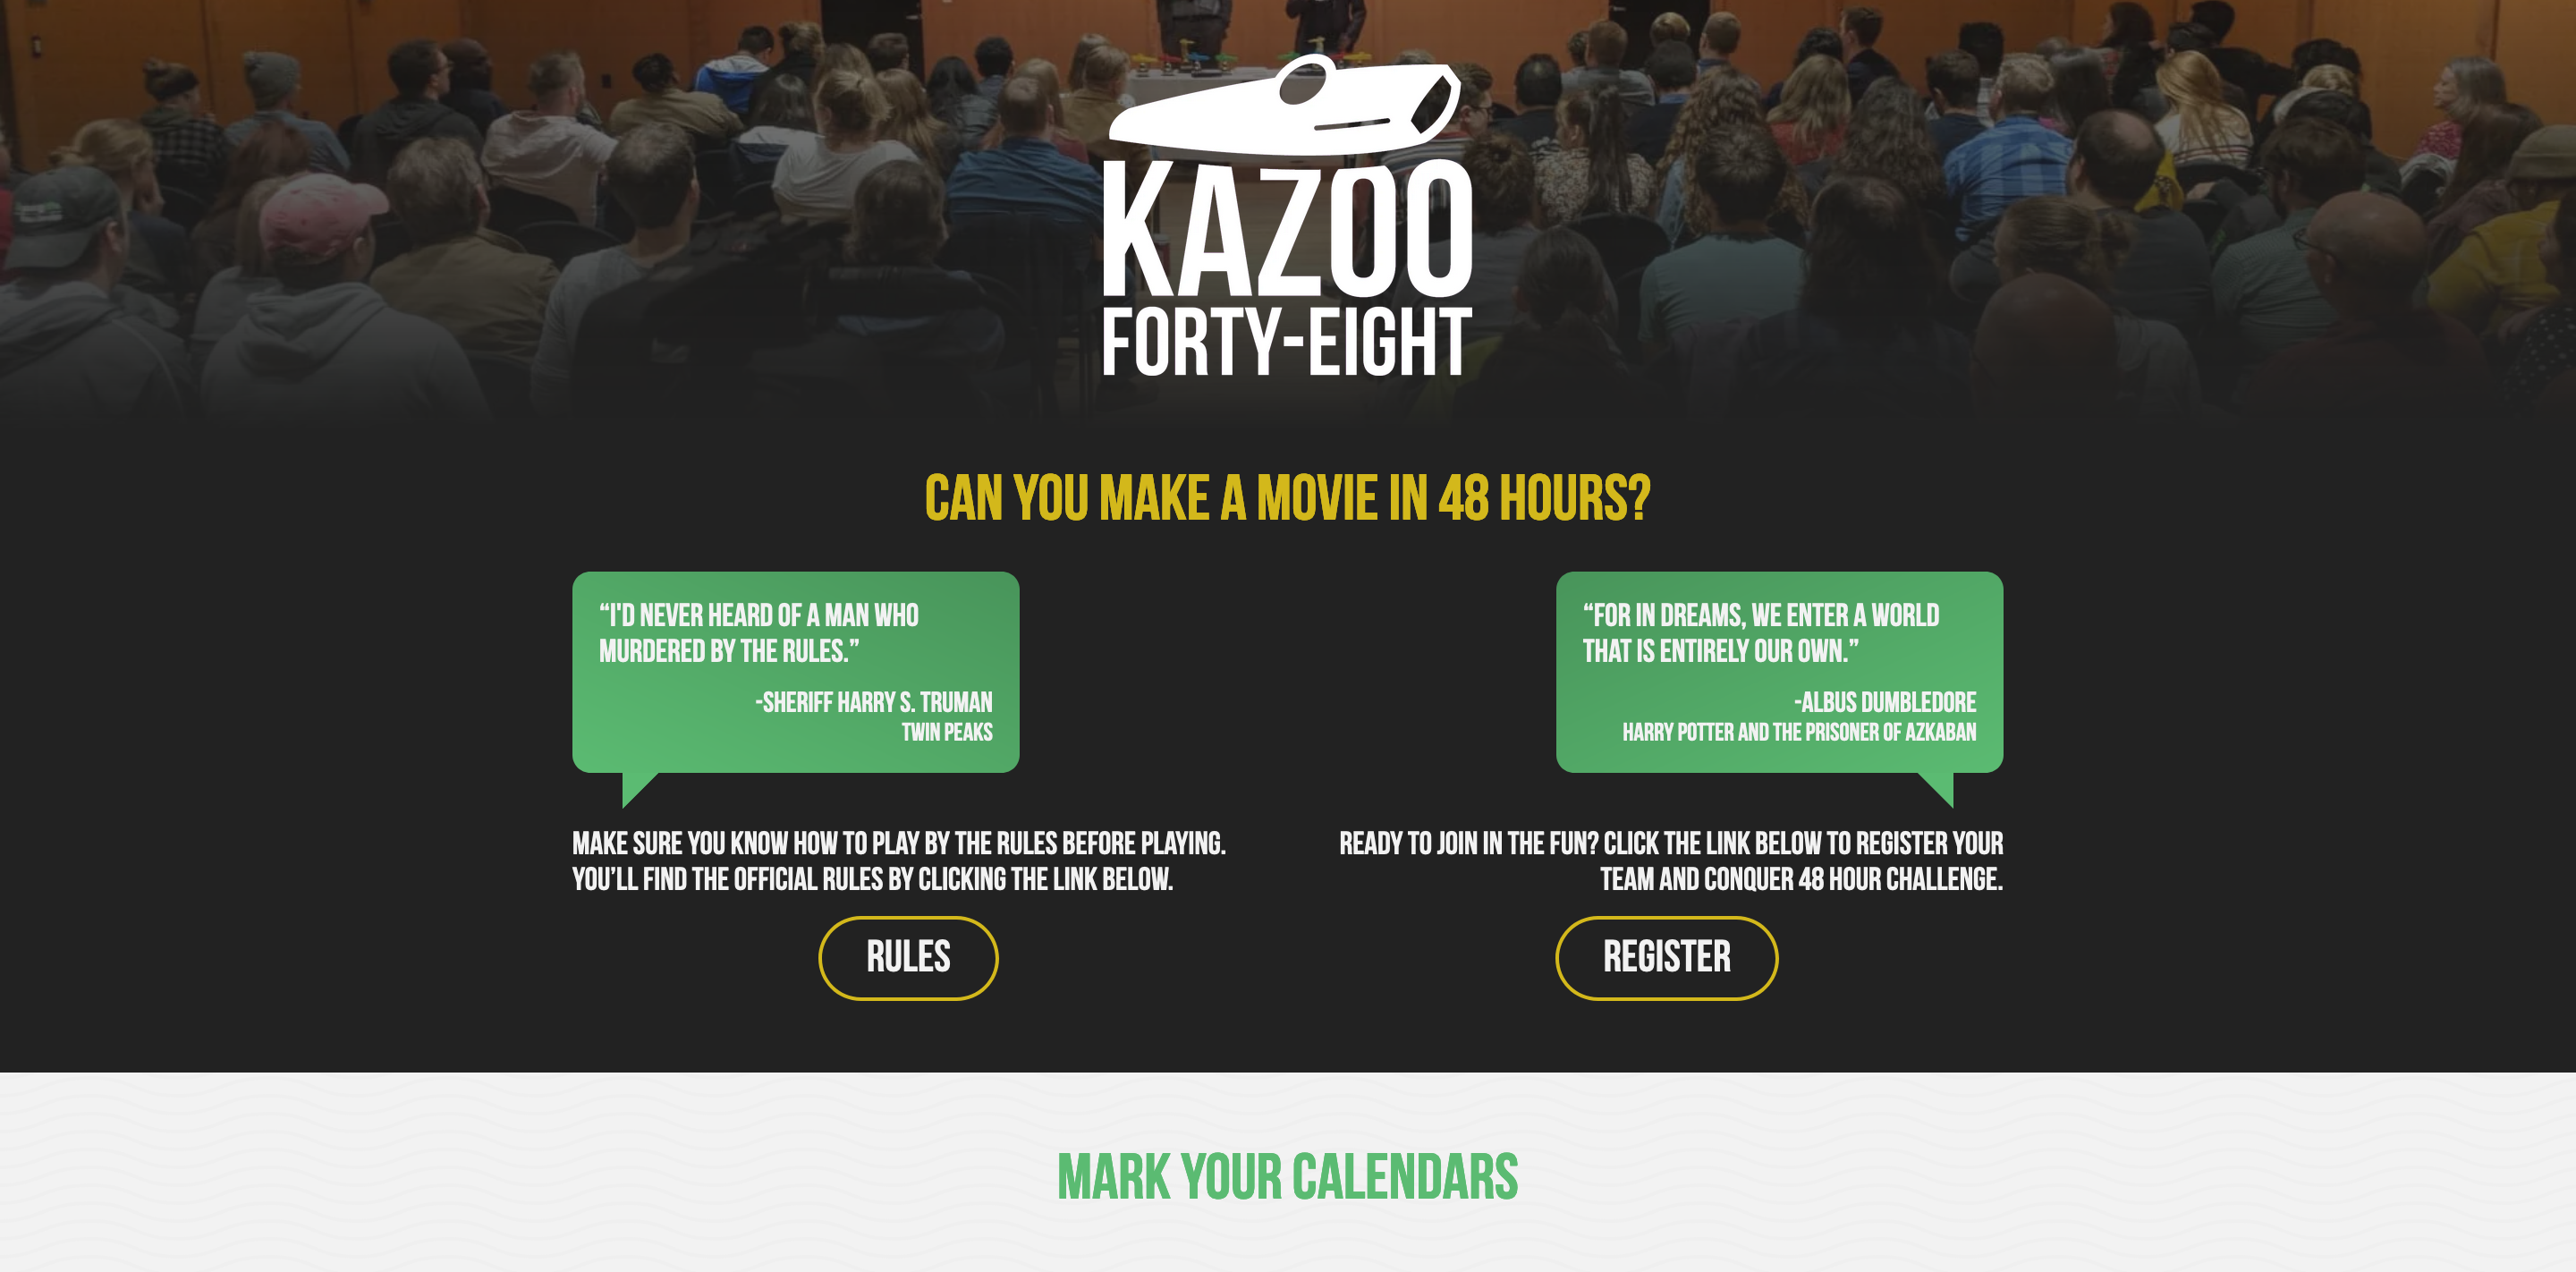 KAZOO
FORTY-EIGHT
CAN YOU MAKE A MOVIE IN 48 HOURS?
“I'D NEVER HEARD OF A MAN WHO
MURDERED BY THE RULES.”
-SHERIFF HARRY S. TRUMAN
TWIN PEAKS
MAKE SURE YOU KNOW HOW TO PLAY BY THE RULES BEFORE PLAYING.
YOU’LL FIND THE OFFICIAL RULES BY CLICKING THE LINK BELOW.
RULES
“FOR IN DREAMS, WE ENTER A WORLD
THAT IS ENTIRELY OUR OWN.”
-ALBUS DUMBLEDORE
HARRY POTTER AND THE PRISONER OF AZKABAN
READY TO JOIN IN THE FUN? CLICK THE LINK BELOW TO REGISTER YOUR
TEAM AND CONQUER 48 HOUR CHALLENGE.
REGISTER
MARK YOUR CALENDARS